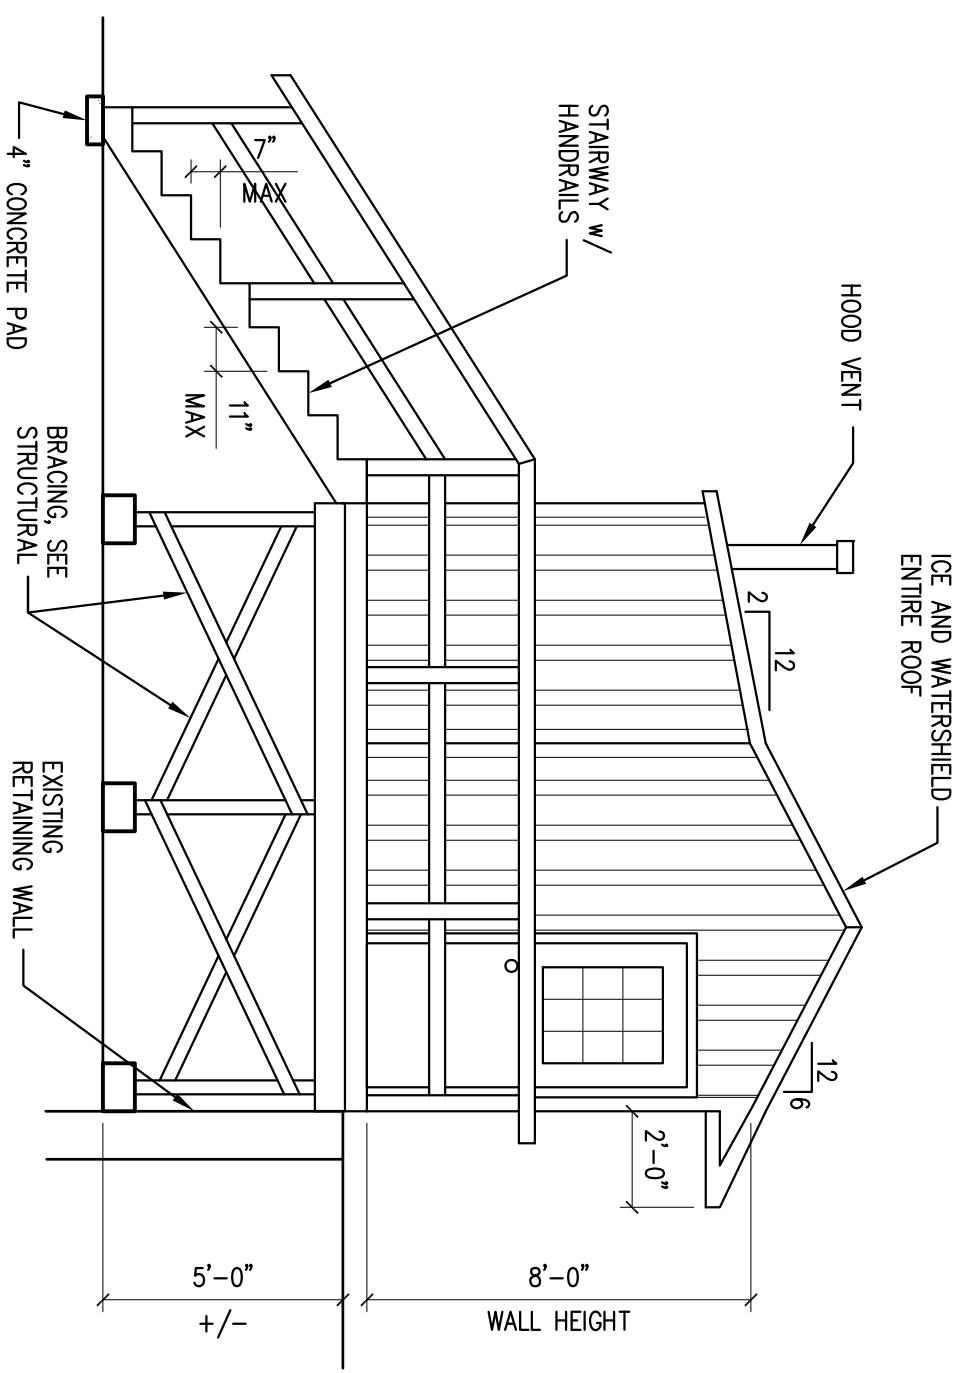 ICE AND WATERSHIELD
ENTIRE ROOF
HOOD VENT
12
2
12
6
STAIRWAY w/
HANDRAILS
2'-0"
8'-0"
WALL HEIGHT
7"
MAX
11"
MAX
5'-0"
+/-
4" CONCRETE PAD
BRACING, SEE
STRUCTURAL
EXISTING
RETAINING WALL